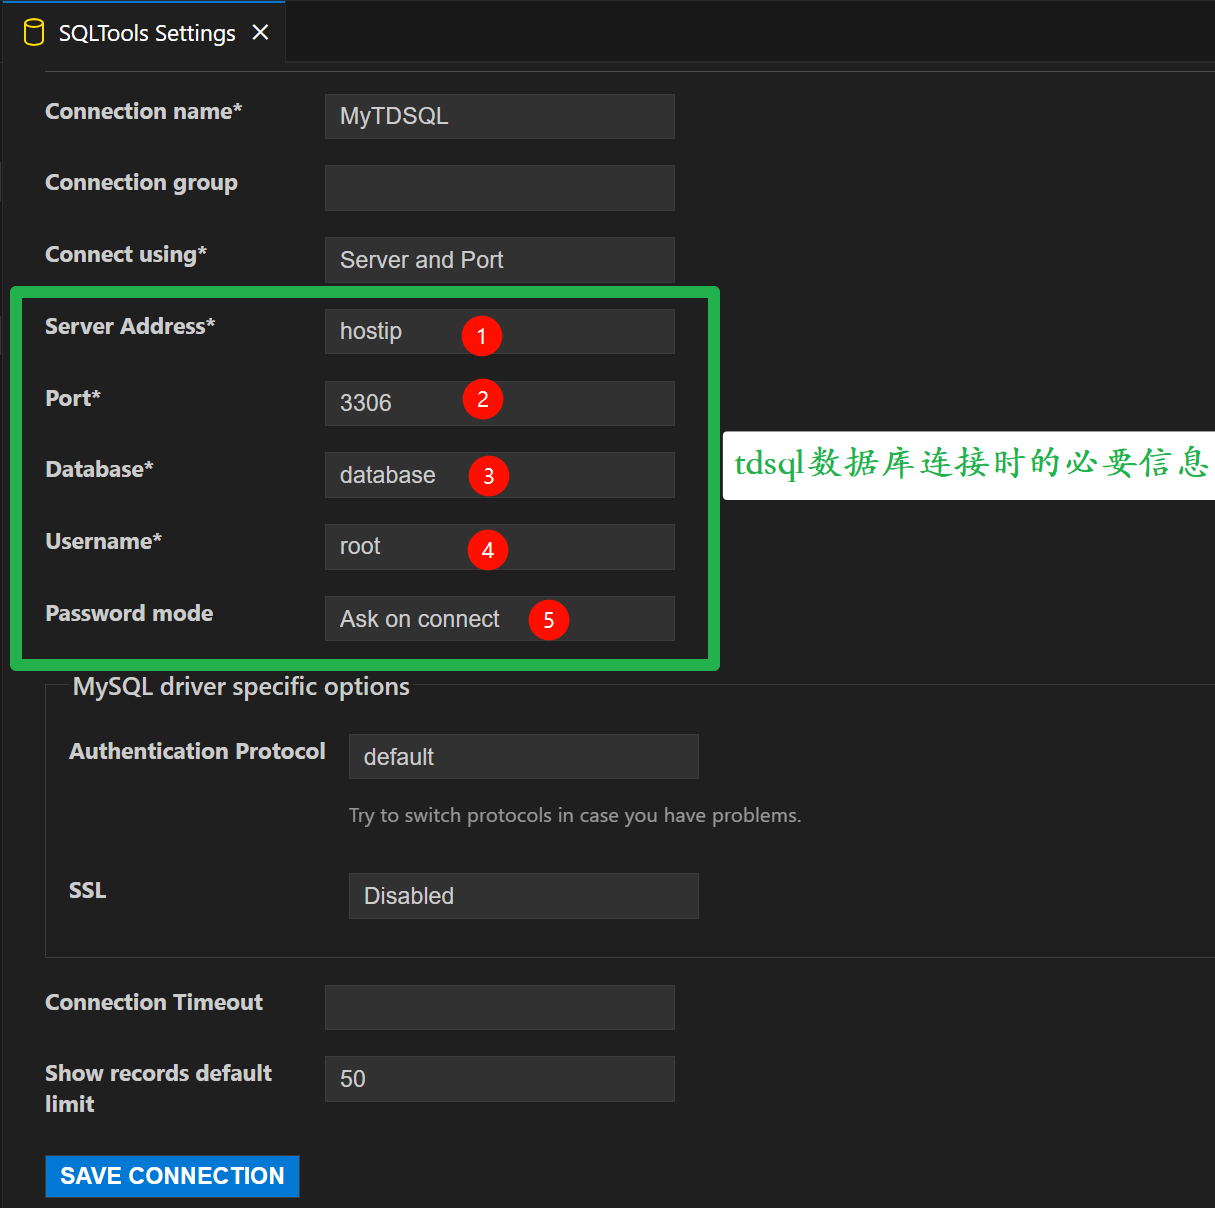 SQLTools Settings
Connection name*
MyTDSQL
Connection group
Connect using*
Server and Port
Server Address*
hostip
1
Port*
3306
2
Database*
database
3
tdsql数据库连接时的必要信息
Username*
root
4
Password mode
Ask on connect
5
MySQL driver specific options
Authentication Protocol
default
Try to switch protocols in case you have problems.
SSL
Disabled
Connection Timeout
Show records default
limit
50
SAVE CONNECTION